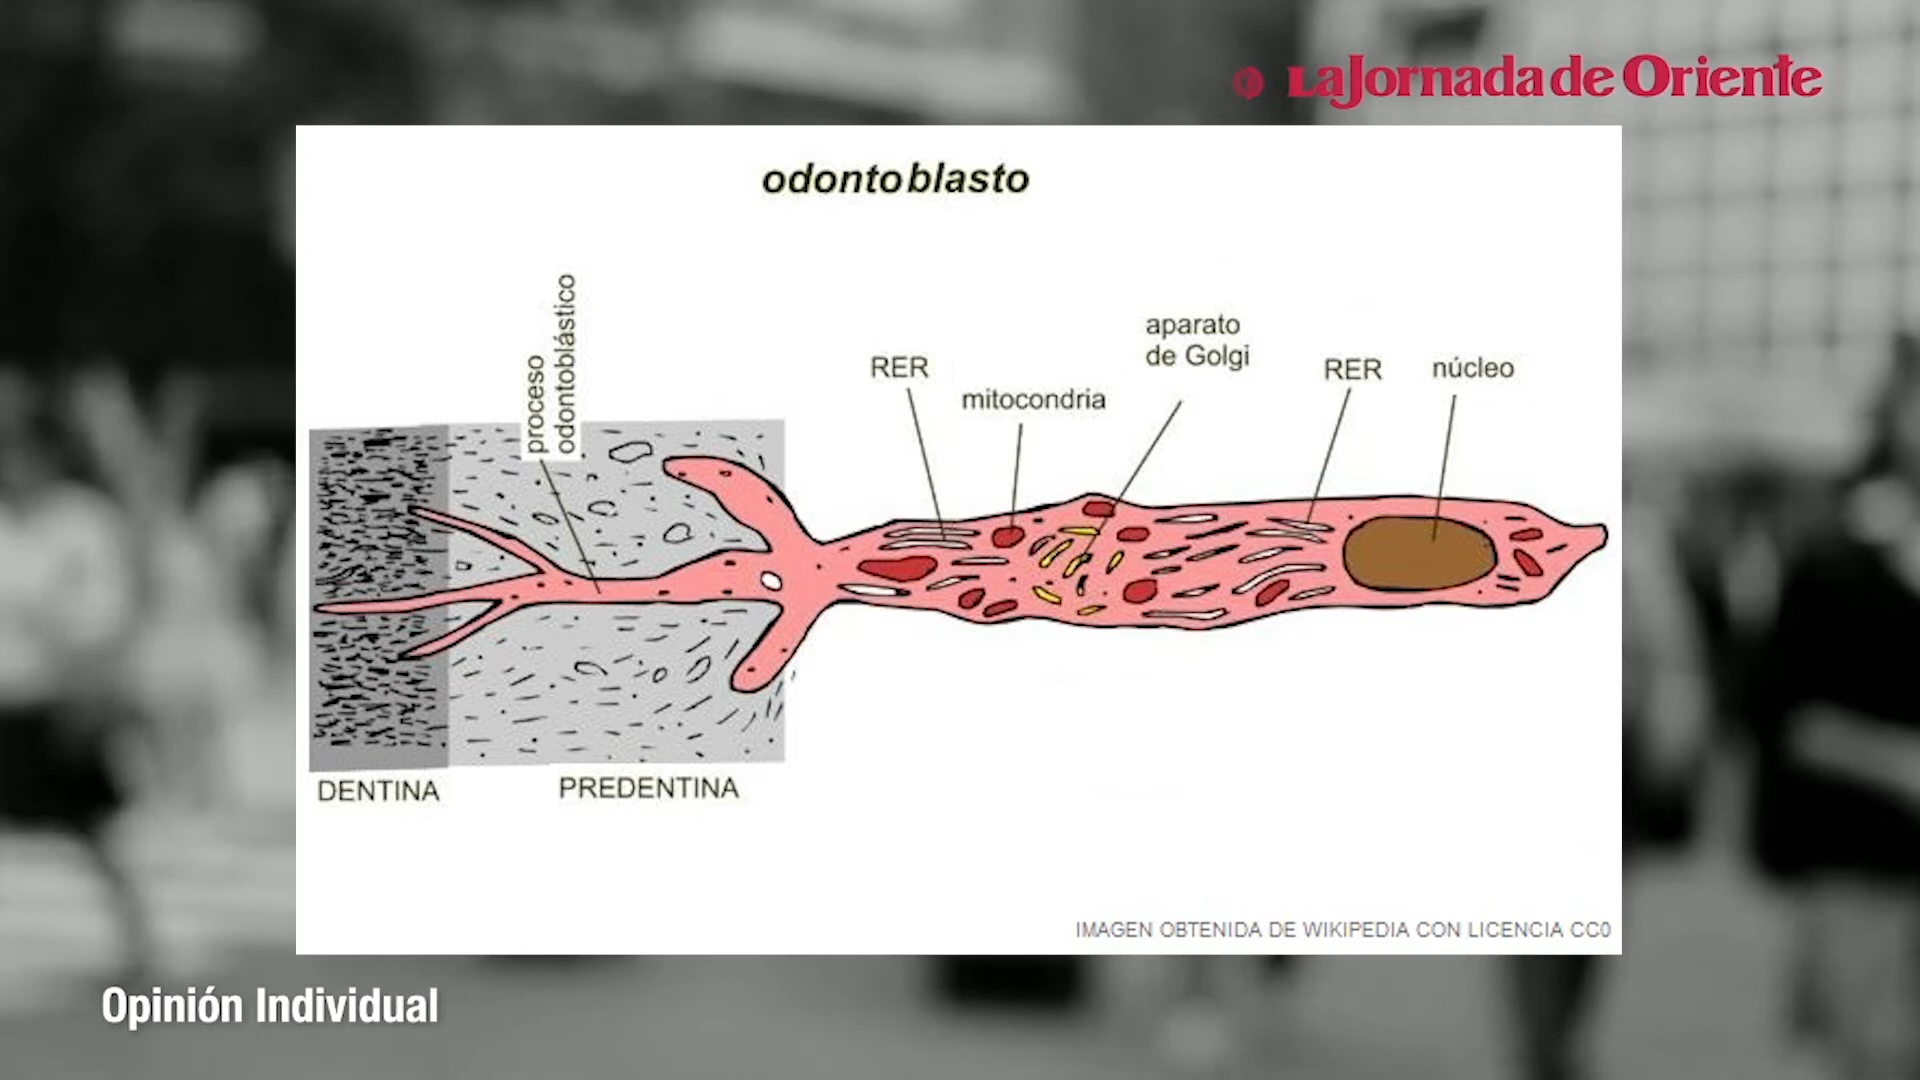 La Jornada de Oriente
odontoblasto
proceso
odontoblástico
RER
mitocondria
aparato
de Golgi
RER
núcleo
DENTINA
PREDENTINA
IMAGEN OBTENIDA DE WIKIPEDIA CON LICENCIA CC0
Opinión Individual